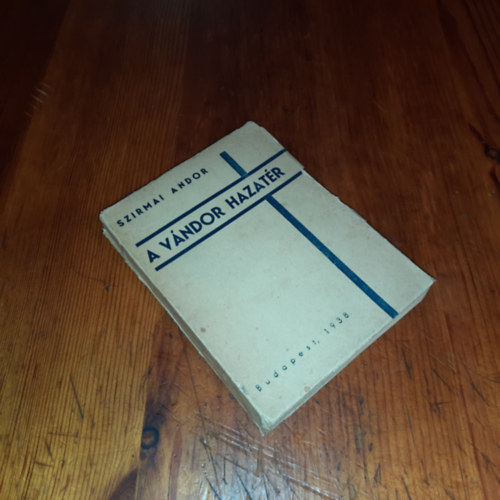 SZIRMAI ANDOR
A VÁNDOR HAZATÉR
Budapest, 1938